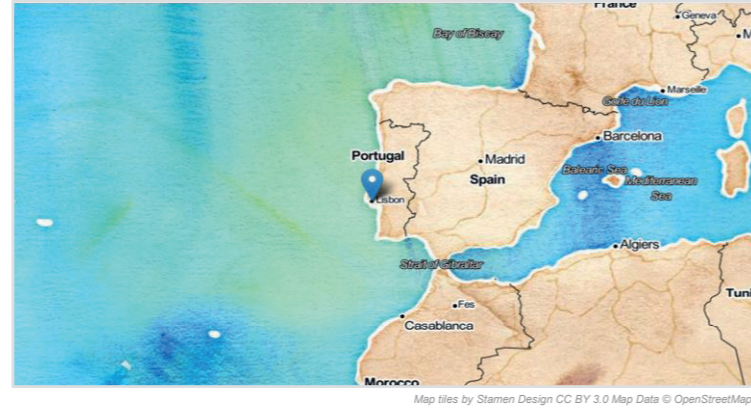 France
Geneva
Bay of Biscay
Marseille
Golfe du Lion
Barcelona
Portugal
Madrid
Spain
Balearic Sea
Mediterranean
Sea
Lisbon
Algiers
Strait of Gibraltar
Tuni
Fes
Casablanca
Morocco
Map tiles by Stamen Design CC BY 3.0 Map Data © OpenStreetMap